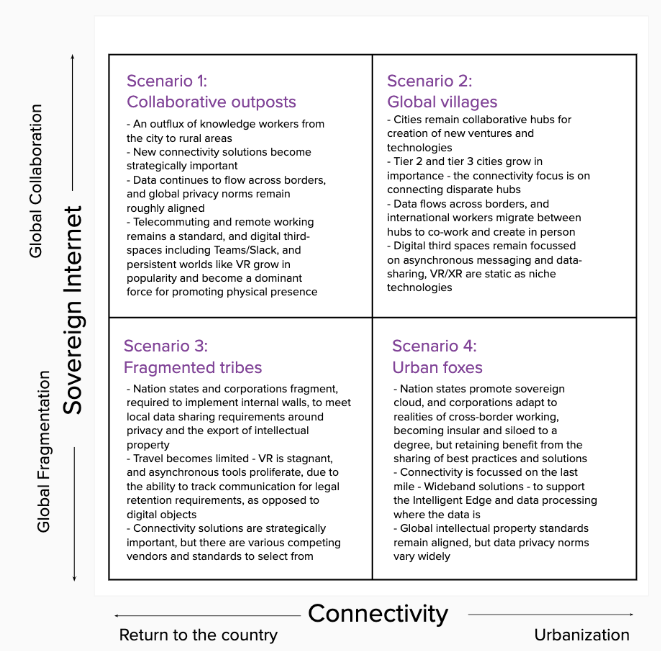 Global Collaboration
Sovereign Internet
Global Fragmentation
Scenario 1:
Collaborative outposts
- An outflux of knowledge workers from
the city to rural areas
- New connectivity solutions become
strategically important
- Data continues to flow across borders,
and global privacy norms remain
roughly aligned
- Telecommuting and remote working
remains a standard, and digital third-
spaces including Teams/Slack, and
persistent worlds like VR grow in
popularity and become a dominant
force for promoting physical presence
Scenario 2:
Global villages
- Cities remain collaborative hubs for
creation of new ventures and
technologies
- Tier 2 and tier 3 cities grow in
importance - the connectivity focus is on
connecting disparate hubs
- Data flows across borders, and
international workers migrate between
hubs to co-work and create in person
- Digital third spaces remain focussed
on asynchronous messaging and data-
sharing, VR/XR are static as niche
technologies
Scenario 3:
Fragmented tribes
- Nation states and corporations fragment,
required to implement internal walls, to meet
local data sharing requirements around
privacy and the export of intellectual
property
- Travel becomes limited - VR is stagnant,
and asynchronous tools proliferate, due to
the ability to track communication for legal
retention requirements, as opposed to
digital objects
- Connectivity solutions are strategically
important, but there are various competing
vendors and standards to select from
Scenario 4:
Urban foxes
- Nation states promote sovereign
cloud, and corporations adapt to
realities of cross-border working,
becoming insular and siloed to a
degree, but retaining benefit from the
sharing of best practices and solutions
- Connectivity is focussed on the last
mile - Wideband solutions - to support
the Intelligent Edge and data processing
where the data is
- Global intellectual property standards
remain aligned, but data privacy norms
vary widely
Connectivity
Return to the country
Urbanization